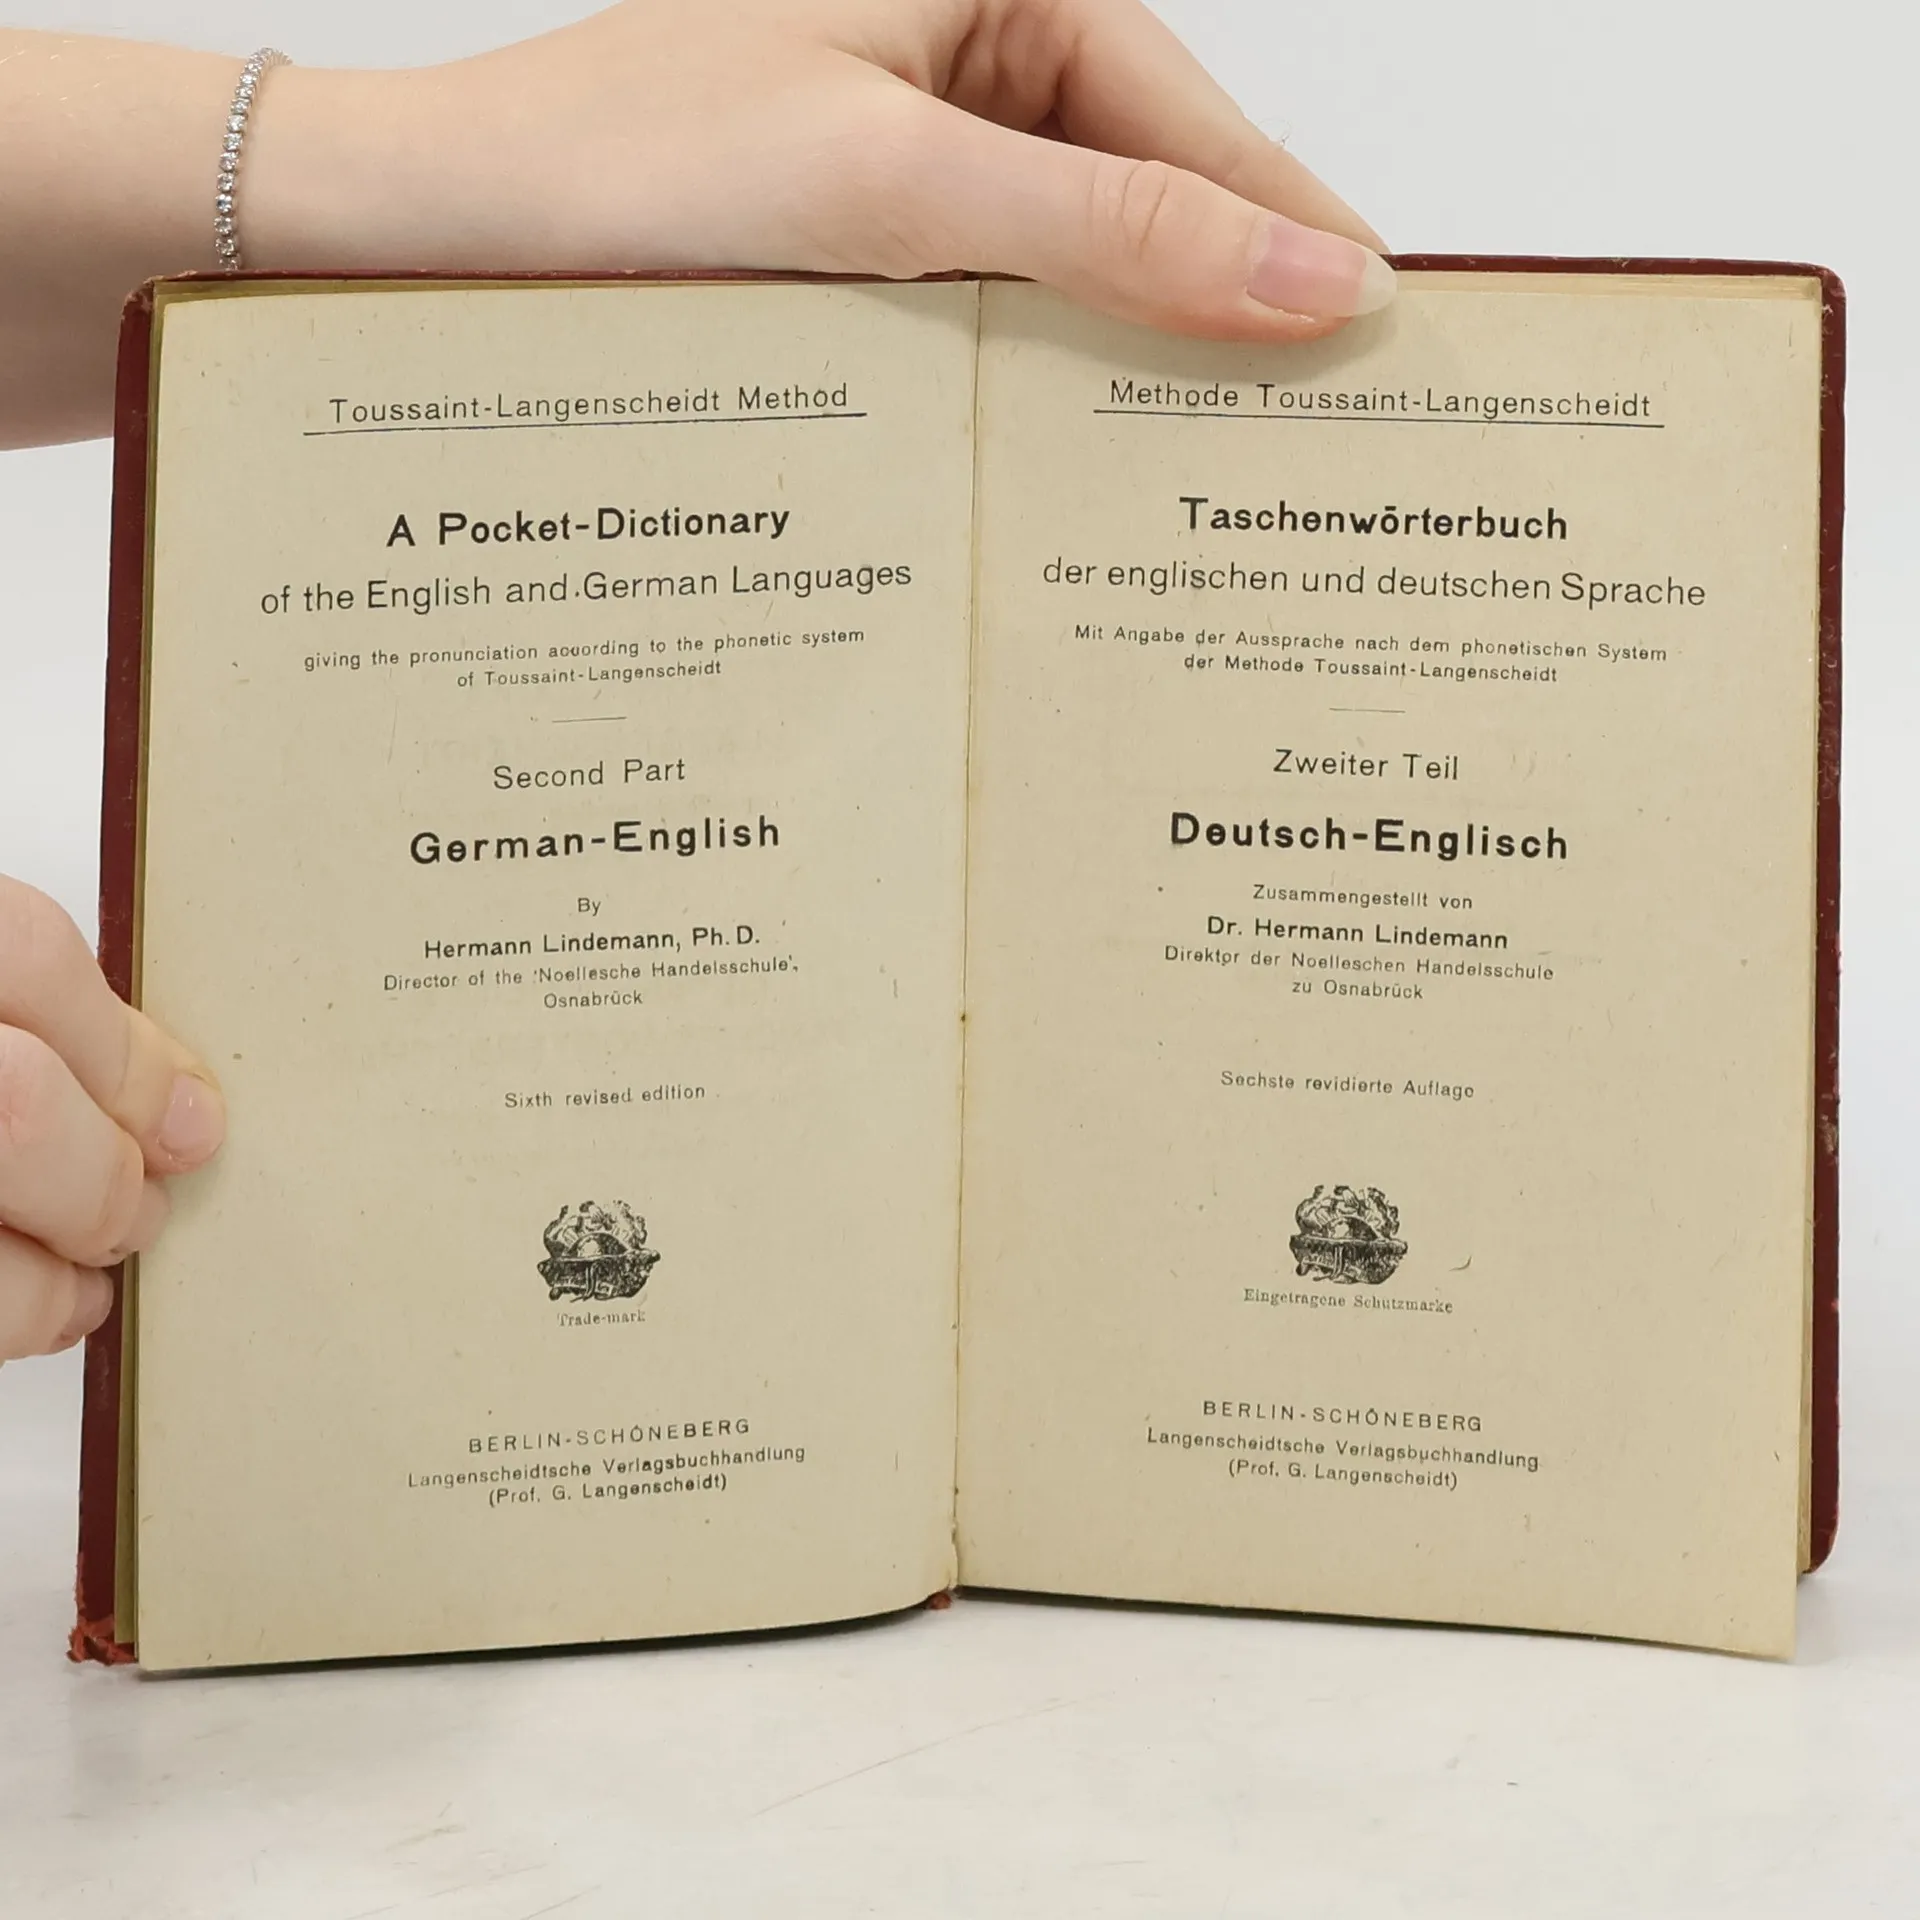 Toussaint-Langenscheidt Method
A Pocket-Dictionary
of the English and German Languages
giving the pronunciation according to the phonetic system
of Toussaint-Langenscheidt
Second Part
German-English
By
Hermann Lindemann, Ph. D.
Director of the 'Noellesche Handelsschule',
Osnabrück
Sixth revised edition
Trade-mark
BERLIN-SCHÖNEBERG
Langenscheidtsche Verlagsbuchhandlung
(Prof. G. Langenscheidt)
Methode Toussaint-Langenscheidt
Taschenwörterbuch
der englischen und deutschen Sprache
Mit Angabe der Aussprache nach dem phonetischen System
der Methode Toussaint-Langenscheidt
Zweiter Teil
Deutsch-Englisch
Zusammengestellt von
Dr. Hermann Lindemann
Direktor der Noelleschen Handelsschule
zu Osnabrück
Sechste revidierte Auflage
Eingetragene Schutzmarke
BERLIN-SCHÖNEBERG
Langenscheidtsche Verlagsbuchhandlung
(Prof. G. Langenscheidt)